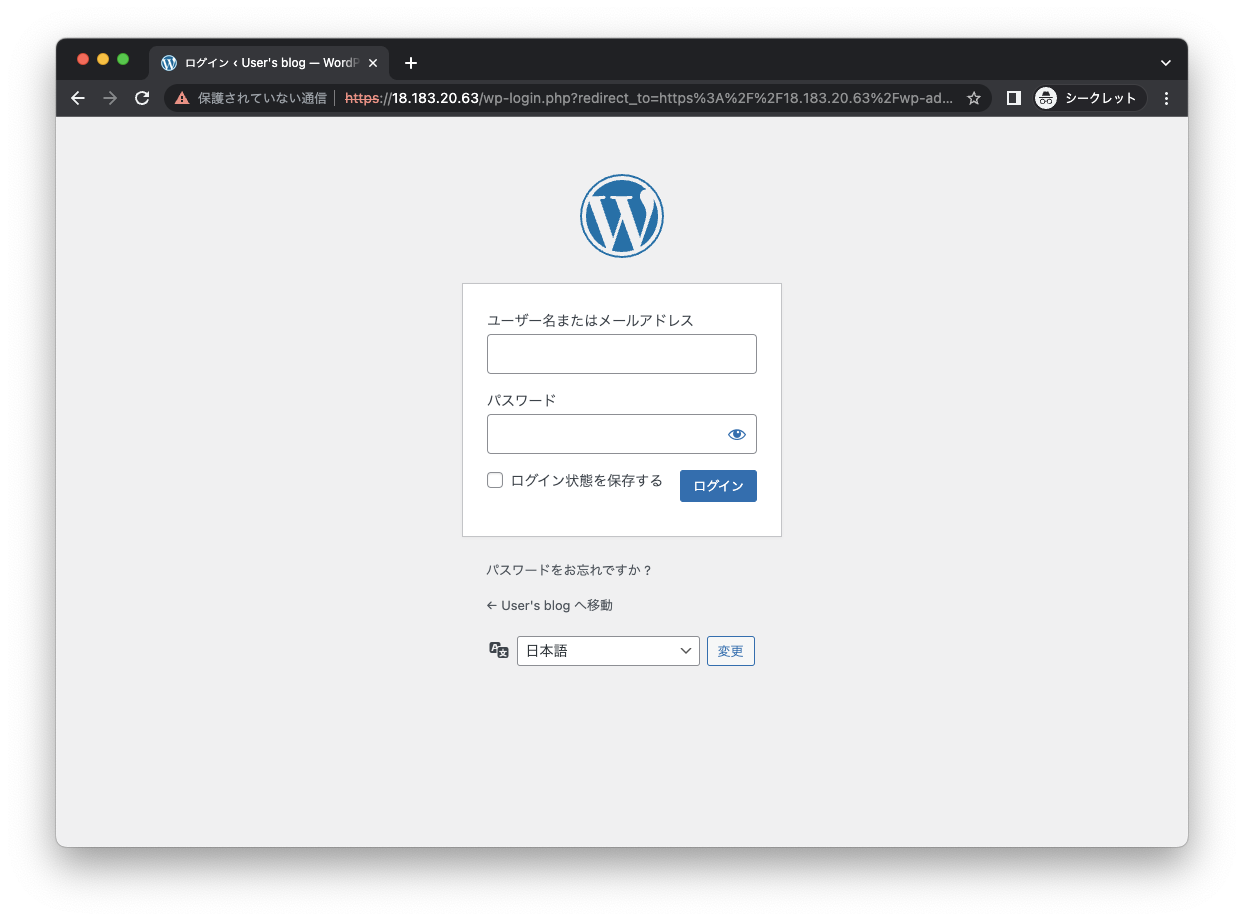 ログイン ‹ User's blog — WordP
保護されていない通信 https://18.183.20.63/wp-login.php?redirect_to=https%3A%2F%2F18.183.20.63%2Fwp-ad... シークレット
ユーザー名またはメールアドレス
パスワード
ログイン状態を保存する ログイン
パスワードをお忘れですか ?
← User's blog へ移動
日本語 変更